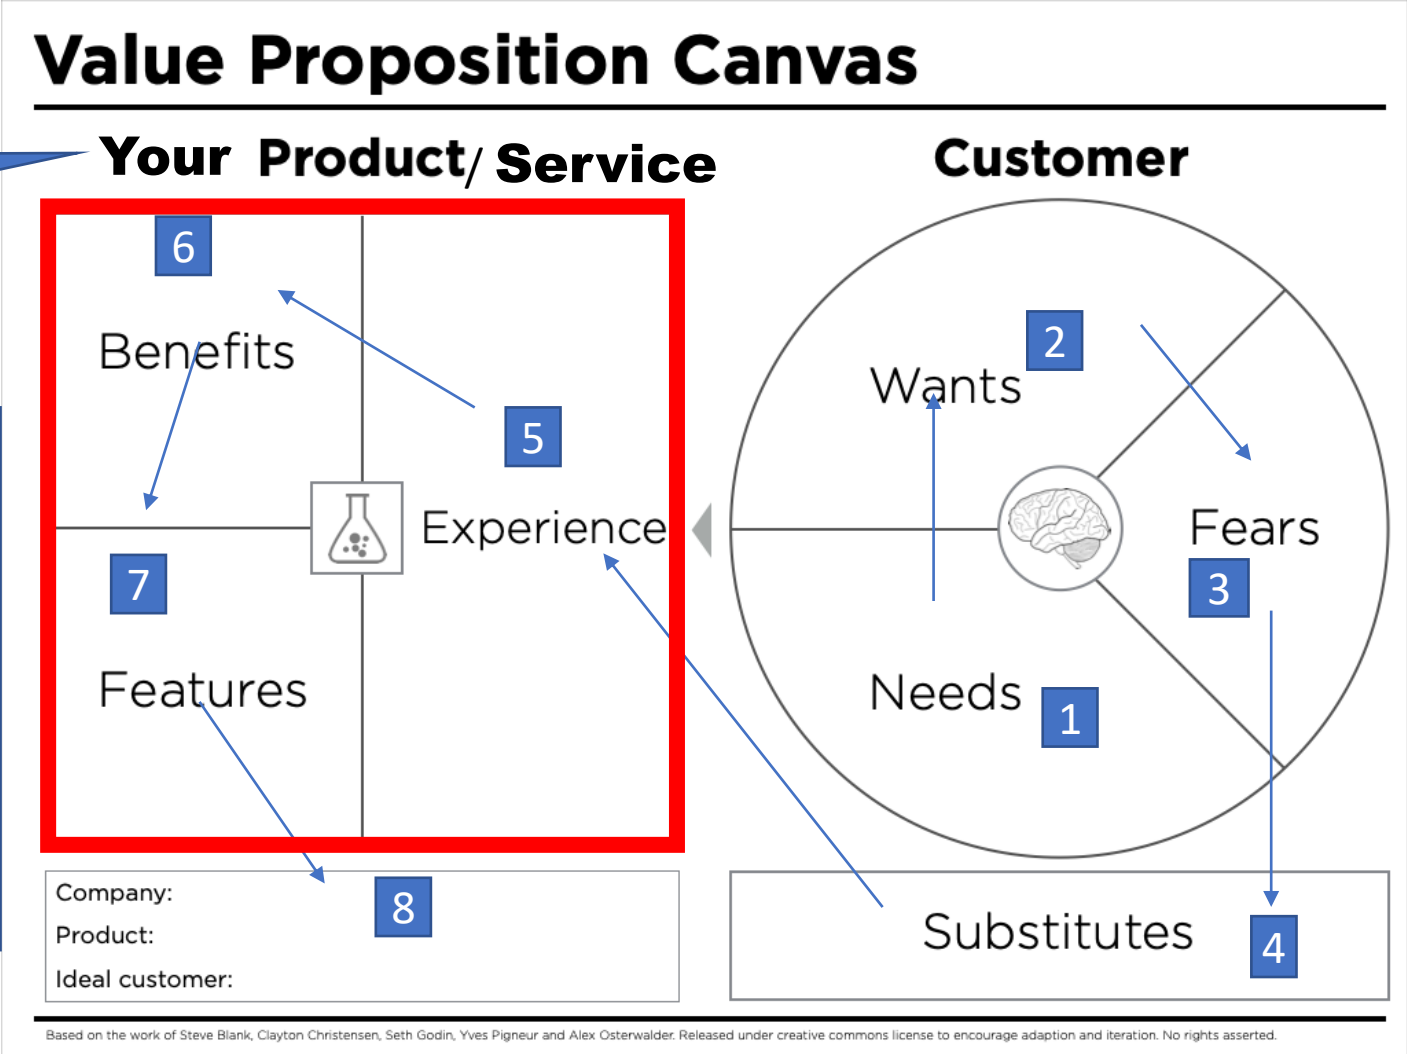 Value Proposition Canvas
Your Product/ Service
Customer
6
Benefits
5
Experience
7
Features
2
Wants
Fears
3
Needs
1
Company:
Product:
Ideal customer:
8
Substitutes
4
Based on the work of Steve Blank, Clayton Christensen, Seth Godin, Yves Pigneur and Alex Osterwalder. Released under creative commons license to encourage adaption and iteration. No rights asserted.